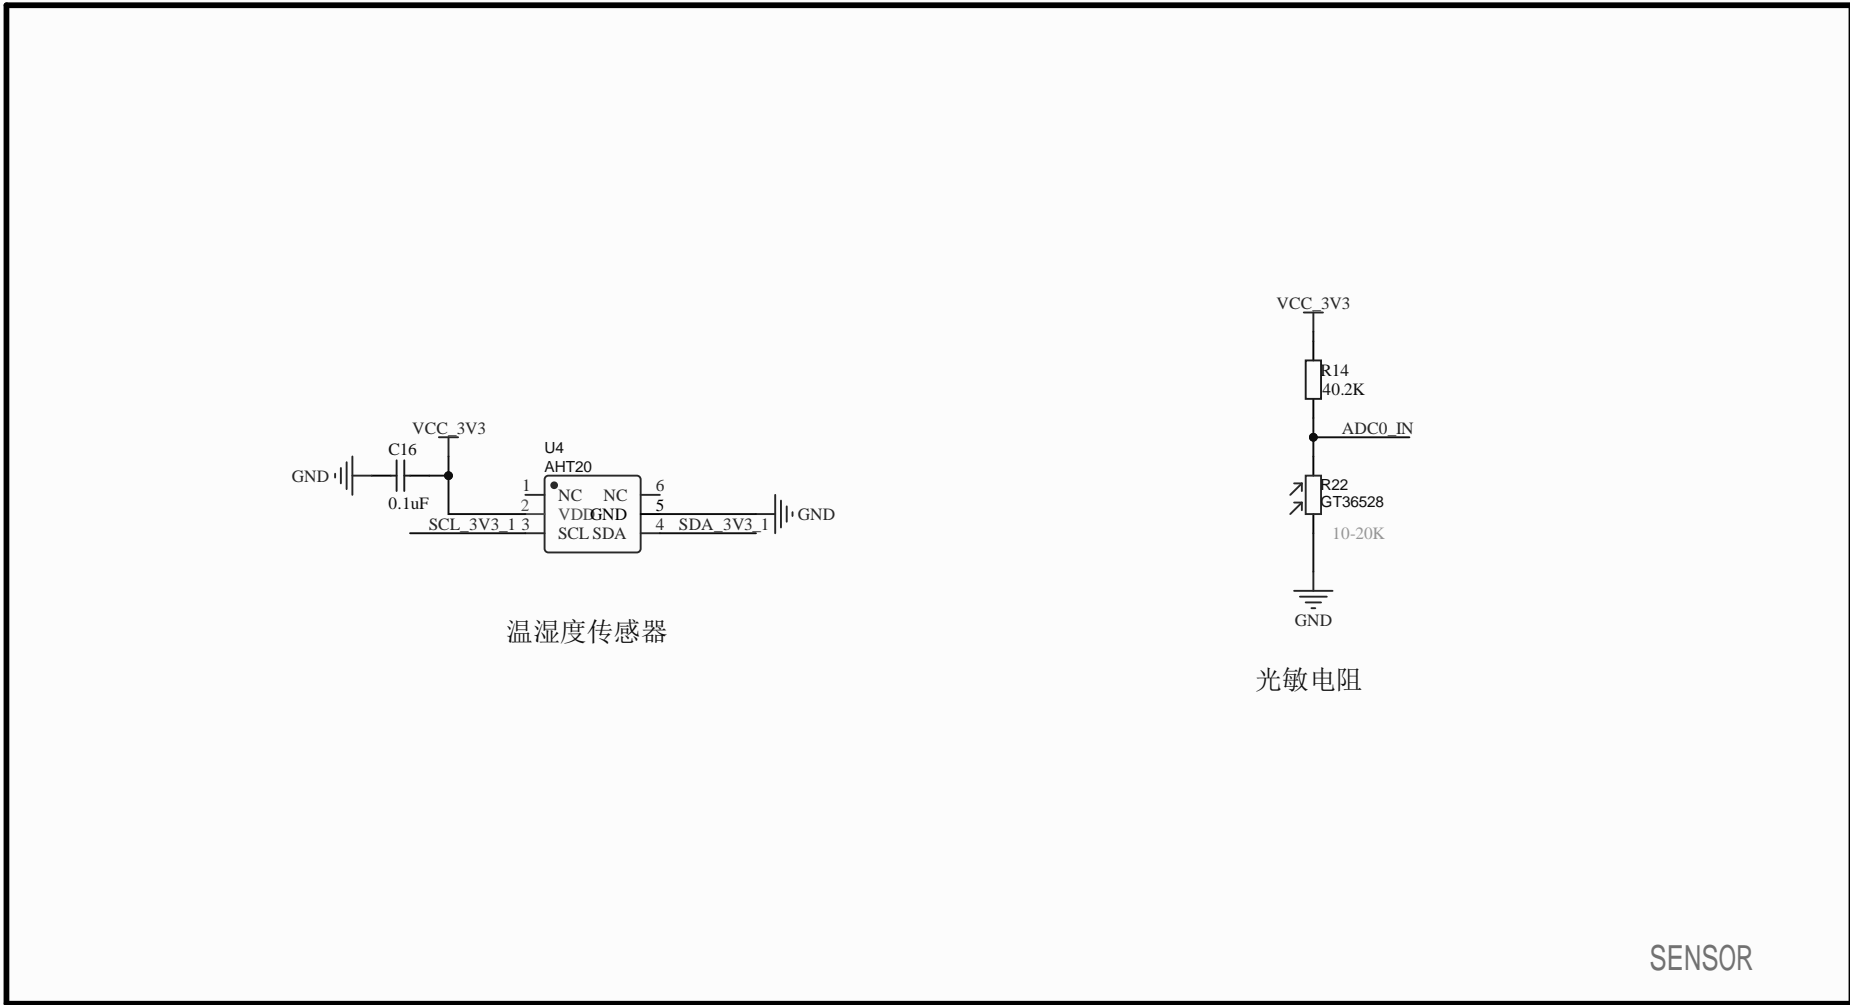 VCC_3V3
C16
GND
0.1uF
U4
AHT20
1
NC
NC
6
2
VDD
GND
5
GND
SCL_3V3_1
3
SCL
SDA
4
SDA_3V3_1
温湿度传感器
VCC_3V3
R14
40.2K
ADC0_IN
R22
GT36528
10-20K
GND
光敏电阻
SENSOR